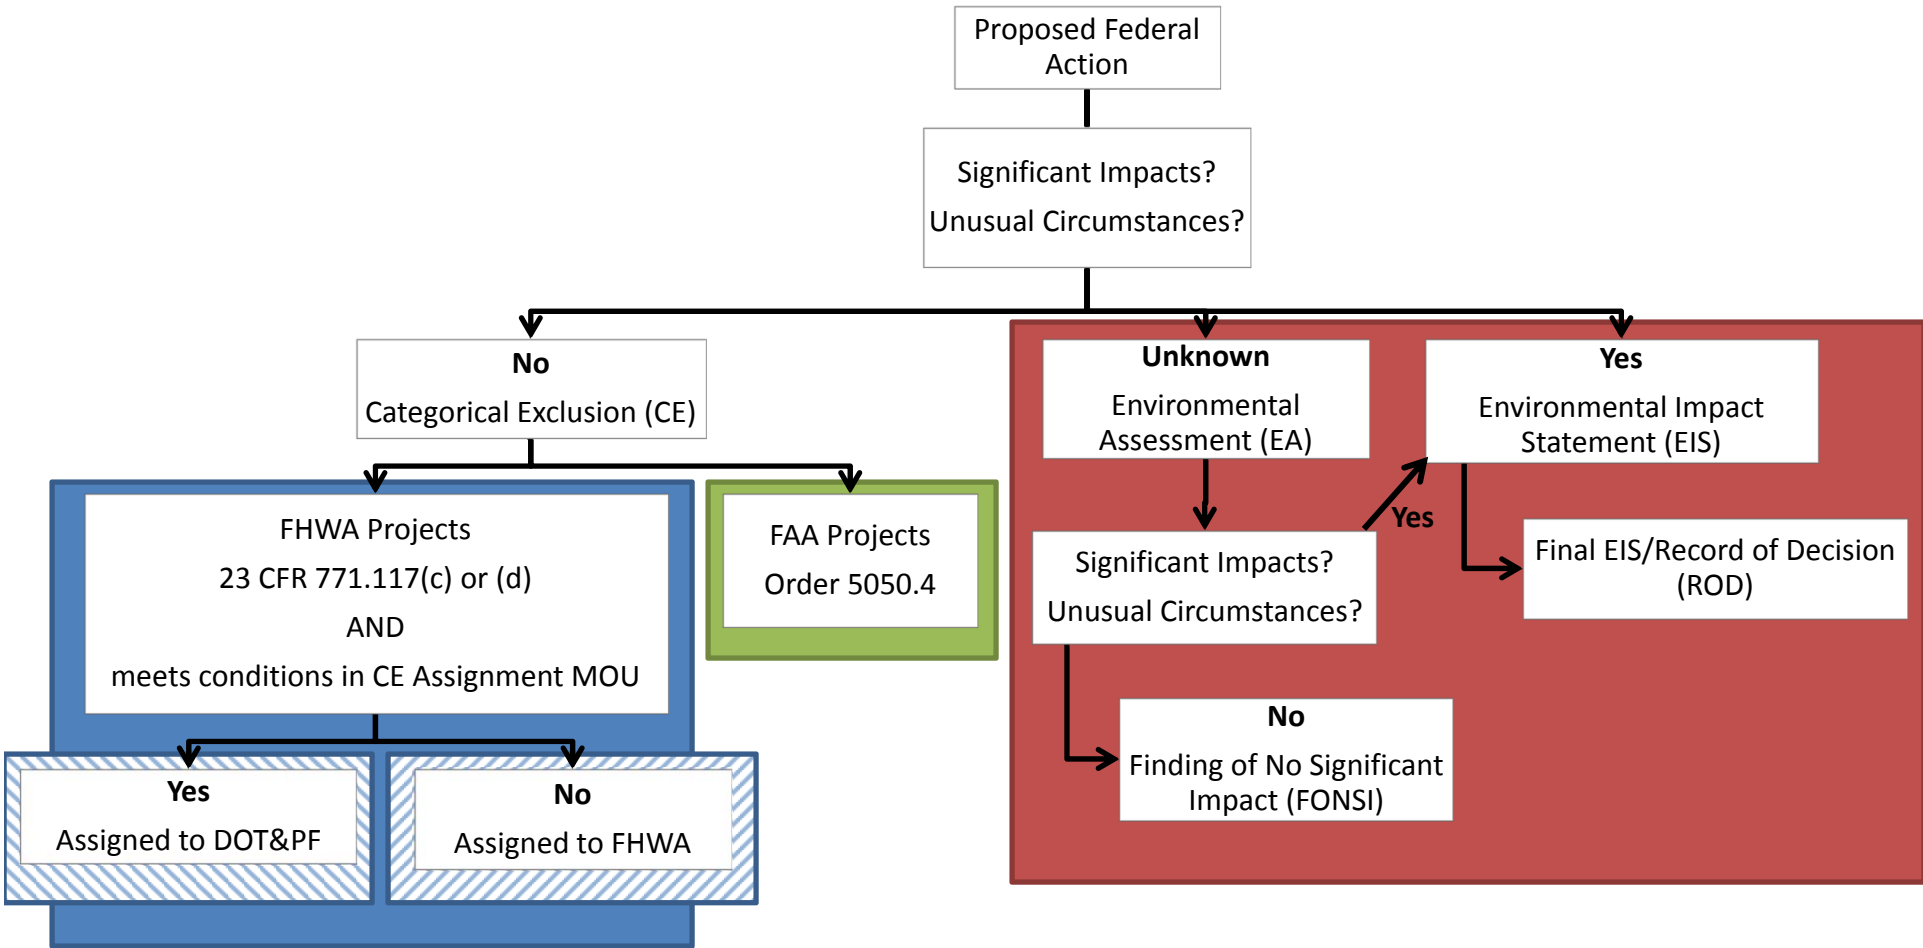 Proposed Federal
Action
Significant Impacts?
Unusual Circumstances?
No
Categorical Exclusion (CE)
Unknown
Environmental
Assessment (EA)
Yes
Environmental Impact
Statement (EIS)
FHWA Projects
23 CFR 771.117(c) or (d)
AND
meets conditions in CE Assignment MOU
FAA Projects
Order 5050.4
Significant Impacts?
Unusual Circumstances?
Yes
Final EIS/Record of Decision
(ROD)
Yes
Assigned to DOT&PF
No
Assigned to FHWA
No
Finding of No Significant
Impact (FONSI)